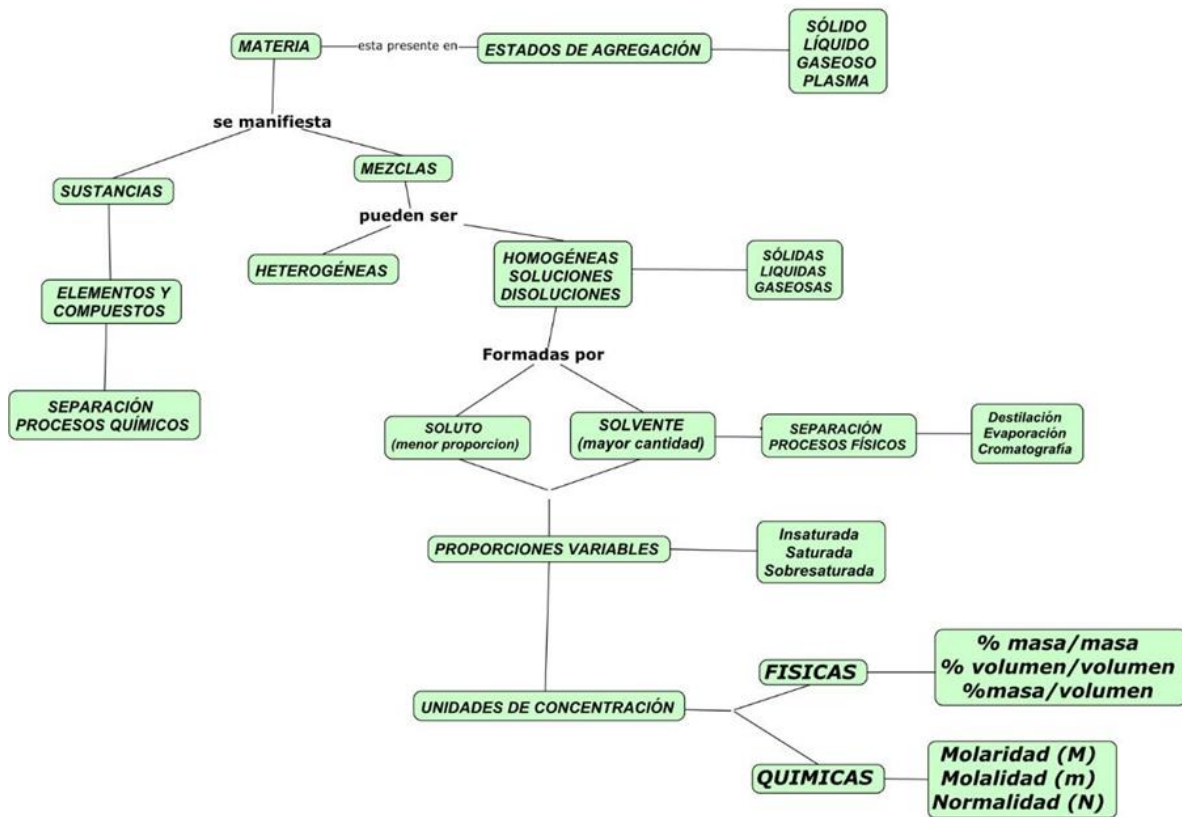 MATERIA
esta presente en
ESTADOS DE AGREGACIÓN
SÓLIDO
LÍQUIDO
GASEOSO
PLASMA
se manifiesta
SUSTANCIAS
MEZCLAS
pueden ser
HETEROGÉNEAS
HOMOGÉNEAS
SOLUCIONES
DISOLUCIONES
SÓLIDAS
LIQUIDAS
GASEOSAS
ELEMENTOS Y
COMPUESTOS
SEPARACIÓN
PROCESOS QUÍMICOS
Formadas por
SOLUTO
(menor proporcion)
SOLVENTE
(mayor cantidad)
SEPARACIÓN
PROCESOS FÍSICOS
Destilación
Evaporación
Cromatografía
PROPORCIONES VARIABLES
Insaturada
Saturada
Sobresaturada
UNIDADES DE CONCENTRACIÓN
FISICAS
% masa/masa
% volumen/volumen
%masa/volumen
QUIMICAS
Molaridad (M)
Molalidad (m)
Normalidad (N)